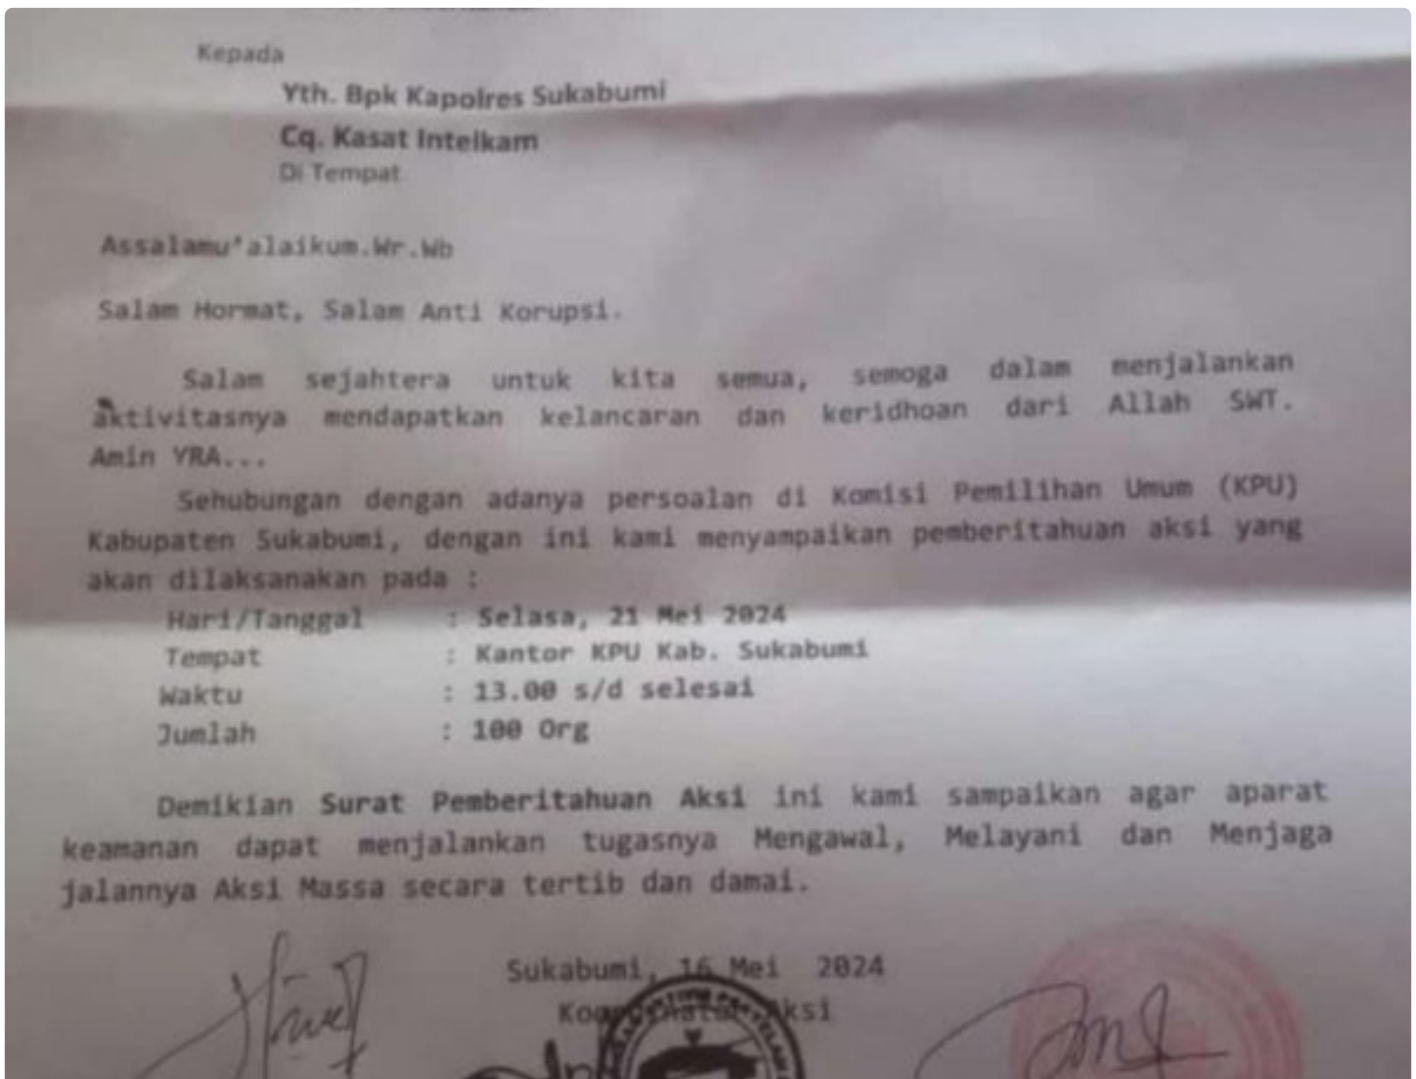 Kepada
Yth. Bpk Kapolres Sukabumi
Cq. Kasat Intelkam
Di Tempat
Assalamu'alaikum.Wr.Wb
Salam Hormat, Salam Anti Korupsi.
Salam sejahtera untuk kita semua, semoga dalam menjalankan
aktivitasnya mendapatkan kelancaran dan keridhoan dari Allah SWT.
Amin YRA...
Sehubungan dengan adanya persoalan di Komisi Pemilihan Umum (KPU)
Kabupaten Sukabumi, dengan ini kami menyampaikan pemberitahuan aksi yang
akan dilaksanakan pada :
Hari/Tanggal : Selasa, 21 Mei 2024
Tempat : Kantor KPU Kab. Sukabumi
Waktu : 13.00 s/d selesai
Jumlah : 100 Org
Demikian Surat Pemberitahuan Aksi ini kami sampaikan agar aparat
keamanan dapat menjalankan tugasnya Mengawal, Melayani dan Menjaga
jalannya Aksi Massa secara tertib dan damai.
Sukabumi, 16 Mei 2024
Aksi